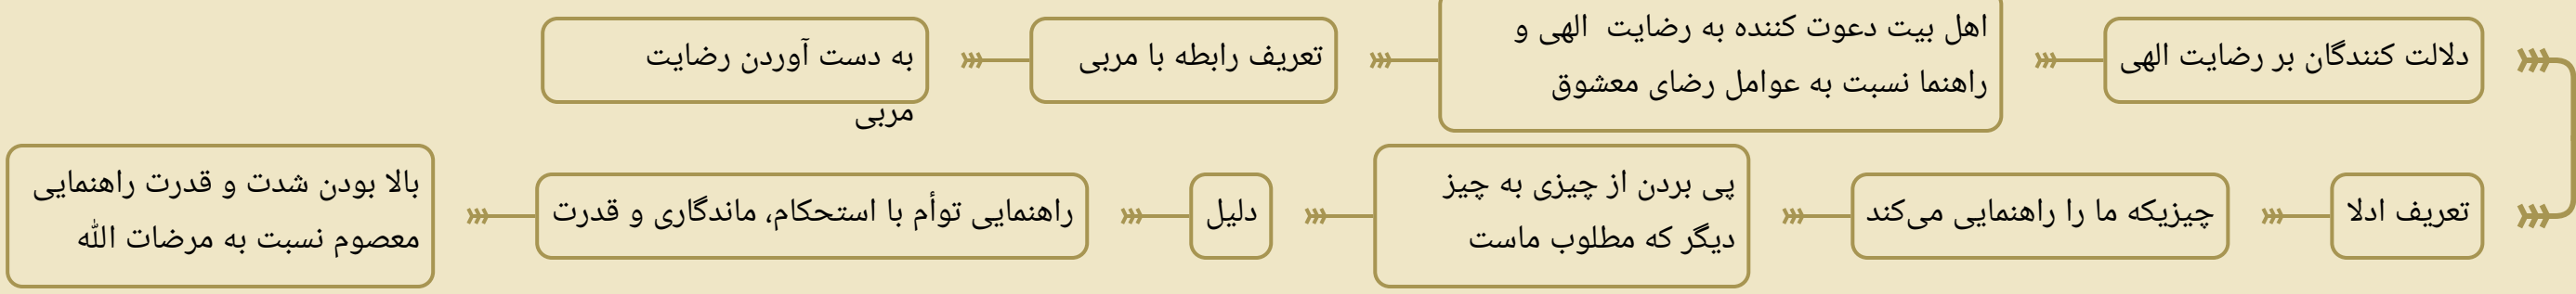 دلالت کنندگان بر رضایت الهی
اهل بیت دعوت کننده به رضایت الهی و
راهنما نسبت به عوامل رضای معشوق
تعریف رابطه با مربی
به دست آوردن رضایت
مربی
تعریف ادلا
چیزیکه ما را راهنمایی می‌کند
پی بردن از چیزی به چیز
دیگر که مطلوب ماست
دلیل
راهنمایی توأم با استحکام، ماندگاری و قدرت
بالا بودن شدت و قدرت راهنمایی
معصوم نسبت به مرضات الله